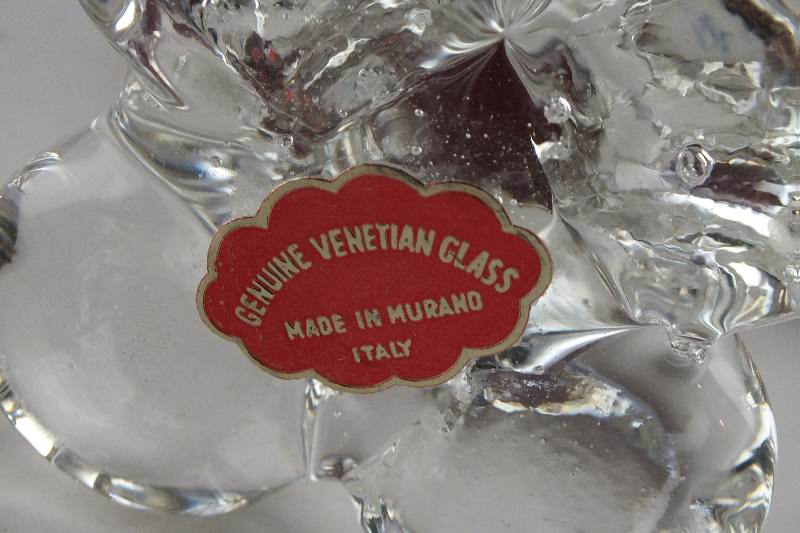 GENUINE VENETIAN GLASS
MADE IN MURANO
ITALY